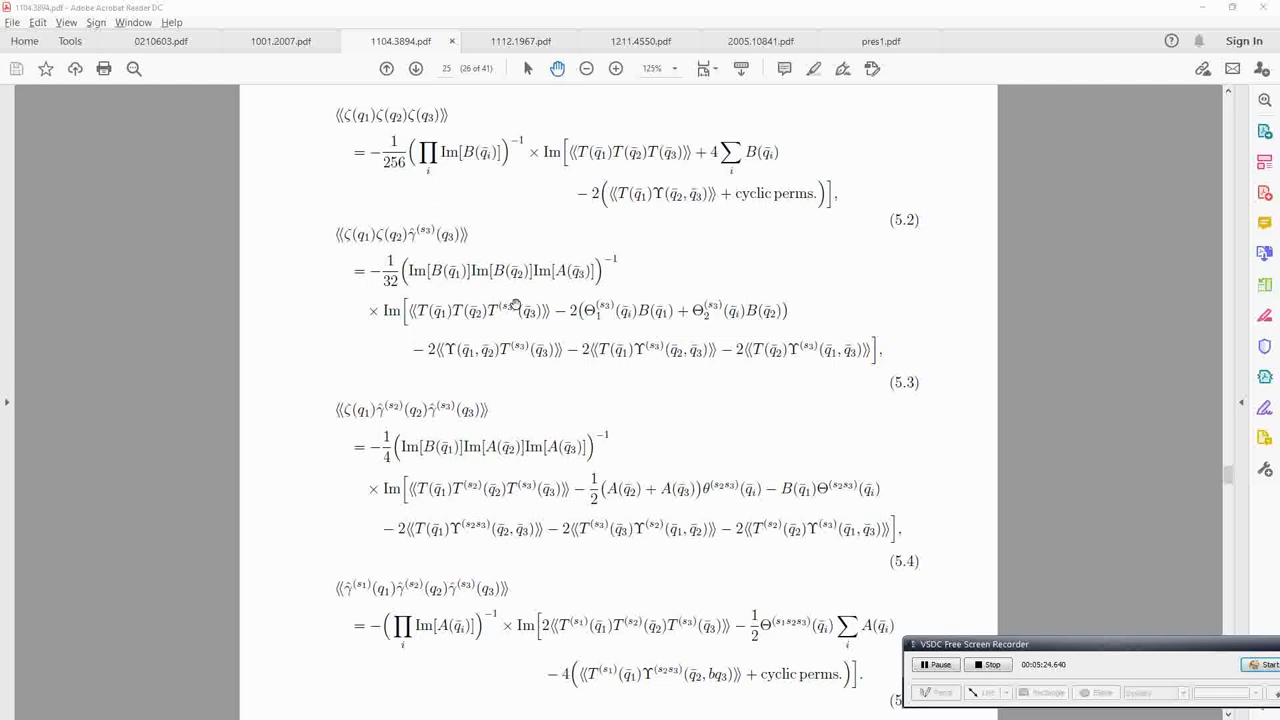 1104.3894.pdf - Adobe Acrobat Reader DC
File Edit View Sign Window Help
Home Tools 0210603.pdf 1001.2007.pdf 1104.3894.pdf × 1112.1967.pdf 1211.4550.pdf 2005.10841.pdf pres1.pdf Sign In
25 (26 of 41) 125%
⟪ζ(q₁)ζ(q₂)ζ(q₃)⟫
= −1/256 (∏ᵢ Im[B(q̄ᵢ)])⁻¹ × Im[⟪T(q̄₁)T(q̄₂)T(q̄₃)⟫ + 4∑ᵢ B(q̄ᵢ)
− 2(⟪T(q̄₁)Υ(q̄₂, q̄₃)⟫ + cyclic perms.)],
(5.2)
⟪ζ(q₁)ζ(q₂)γ̂^(s₃)(q₃)⟫
= −1/32 (Im[B(q̄₁)]Im[B(q̄₂)]Im[A(q̄₃)])⁻¹
× Im[⟪T(q̄₁)T(q̄₂)T^(s₃)(q̄₃)⟫ − 2(Θ₁^(s₃)(q̄ᵢ)B(q̄₁) + Θ₂^(s₃)(q̄ᵢ)B(q̄₂))
− 2⟪Υ(q̄₁, q̄₂)T^(s₃)(q̄₃)⟫ − 2⟪T(q̄₁)Υ^(s₃)(q̄₂, q̄₃)⟫ − 2⟪T(q̄₂)Υ^(s₃)(q̄₁, q̄₃)⟫],
(5.3)
⟪ζ(q₁)γ̂^(s₂)(q₂)γ̂^(s₃)(q₃)⟫
= −1/4 (Im[B(q̄₁)]Im[A(q̄₂)]Im[A(q̄₃)])⁻¹
× Im[⟪T(q̄₁)T^(s₂)(q̄₂)T^(s₃)(q̄₃)⟫ − 1/2 (A(q̄₂) + A(q̄₃))θ^(s₂s₃)(q̄ᵢ) − B(q̄₁)Θ^(s₂s₃)(q̄ᵢ)
− 2⟪T(q̄₁)Υ^(s₂s₃)(q̄₂, q̄₃)⟫ − 2⟪T^(s₃)(q̄₃)Υ^(s₂)(q̄₁, q̄₂)⟫ − 2⟪T^(s₂)(q̄₂)Υ^(s₃)(q̄₁, q̄₃)⟫],
(5.4)
⟪γ̂^(s₁)(q₁)γ̂^(s₂)(q₂)γ̂^(s₃)(q₃)⟫
= −(∏ᵢ Im[A(q̄ᵢ)])⁻¹ × Im[2⟪T^(s₁)(q̄₁)T^(s₂)(q̄₂)T^(s₃)(q̄₃)⟫ − 1/2 Θ^(s₁s₂s₃)(q̄ᵢ) ∑ᵢ A(q̄ᵢ)
− 4(⟪T^(s₁)(q̄₁)Υ^(s₂s₃)(q̄₂, bq₃)⟫ + cyclic perms.)].
VSDC Free Screen Recorder
Pause Stop 00:05:24.640 Start
Pencil Line Rectangle Ellipse